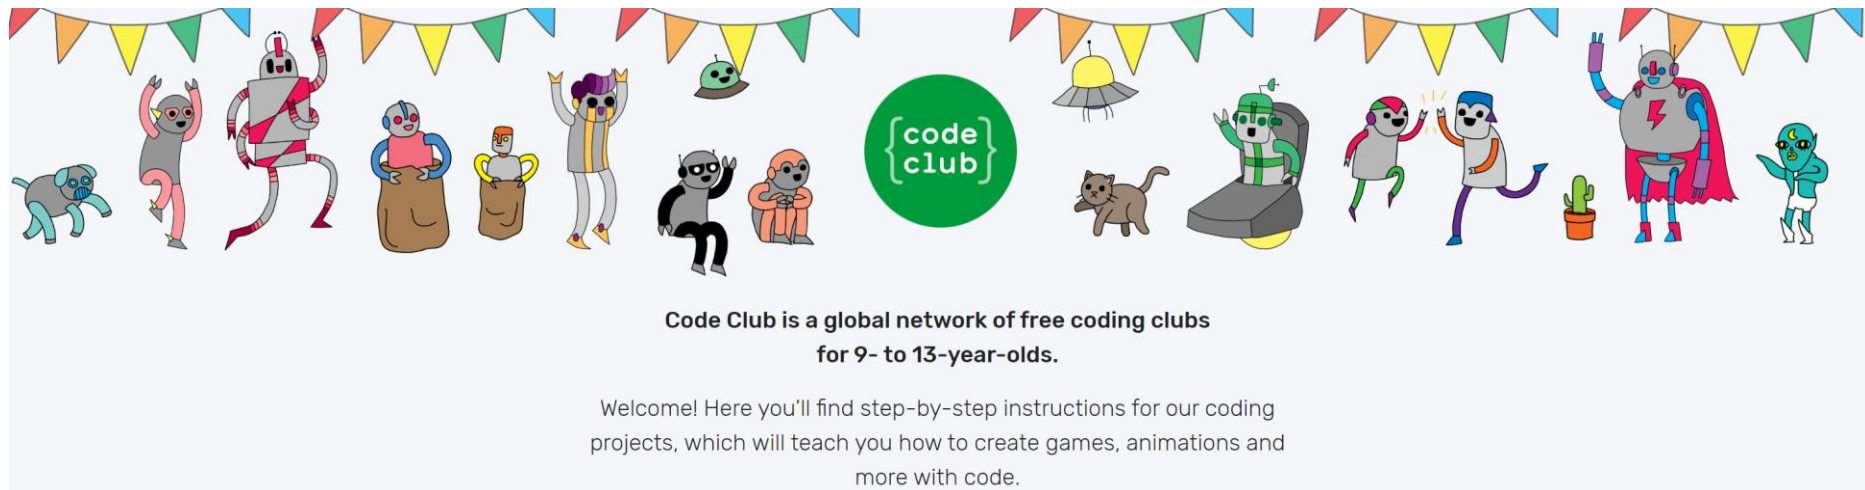 {code
club}
Code Club is a global network of free coding clubs
for 9- to 13-year-olds.
Welcome! Here you'll find step-by-step instructions for our coding
projects, which will teach you how to create games, animations and
more with code.